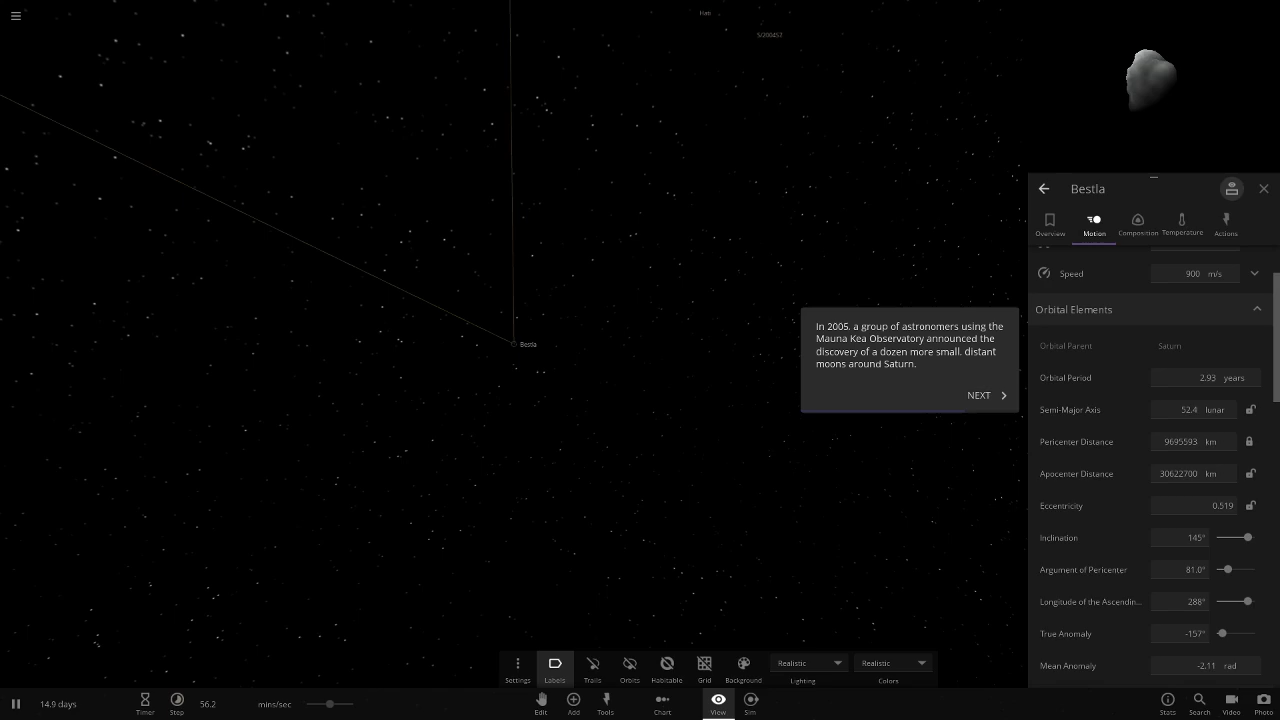 Hati
S/200457
Bestla
Bestla
Overview
Motion
Composition
Temperature
Actions
Speed
900 m/s
Orbital Elements
Orbital Parent
Saturn
Orbital Period
2.93 years
Semi-Major Axis
52.4 lunar
Pericenter Distance
9695593 km
Apocenter Distance
30622700 km
Eccentricity
0.519
Inclination
145°
Argument of Pericenter
81.0°
Longitude of the Ascendin...
288°
True Anomaly
-157°
Mean Anomaly
-2.11 rad
In 2005, a group of astronomers using the
Mauna Kea Observatory announced the
discovery of a dozen more small, distant
moons around Saturn.
NEXT
Settings
Labels
Trails
Orbits
Habitable
Grid
Background
Realistic
Lighting
Realistic
Colors
14.9 days
Timer
Step
56.2
mins/sec
Edit
Add
Tools
Chart
View
Sim
Stats
Search
Video
Photo